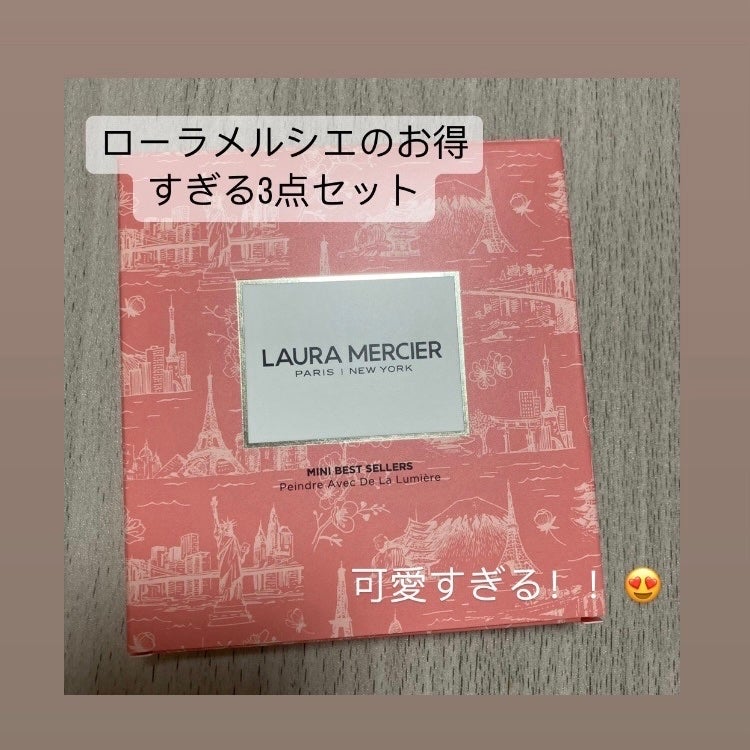 ローラメルシエのお得
すぎる3点セット
LAURA MERCIER
PARIS | NEW YORK
MINI BEST SELLERS
Peindre Avec De La Lumière
可愛すぎる！！😍